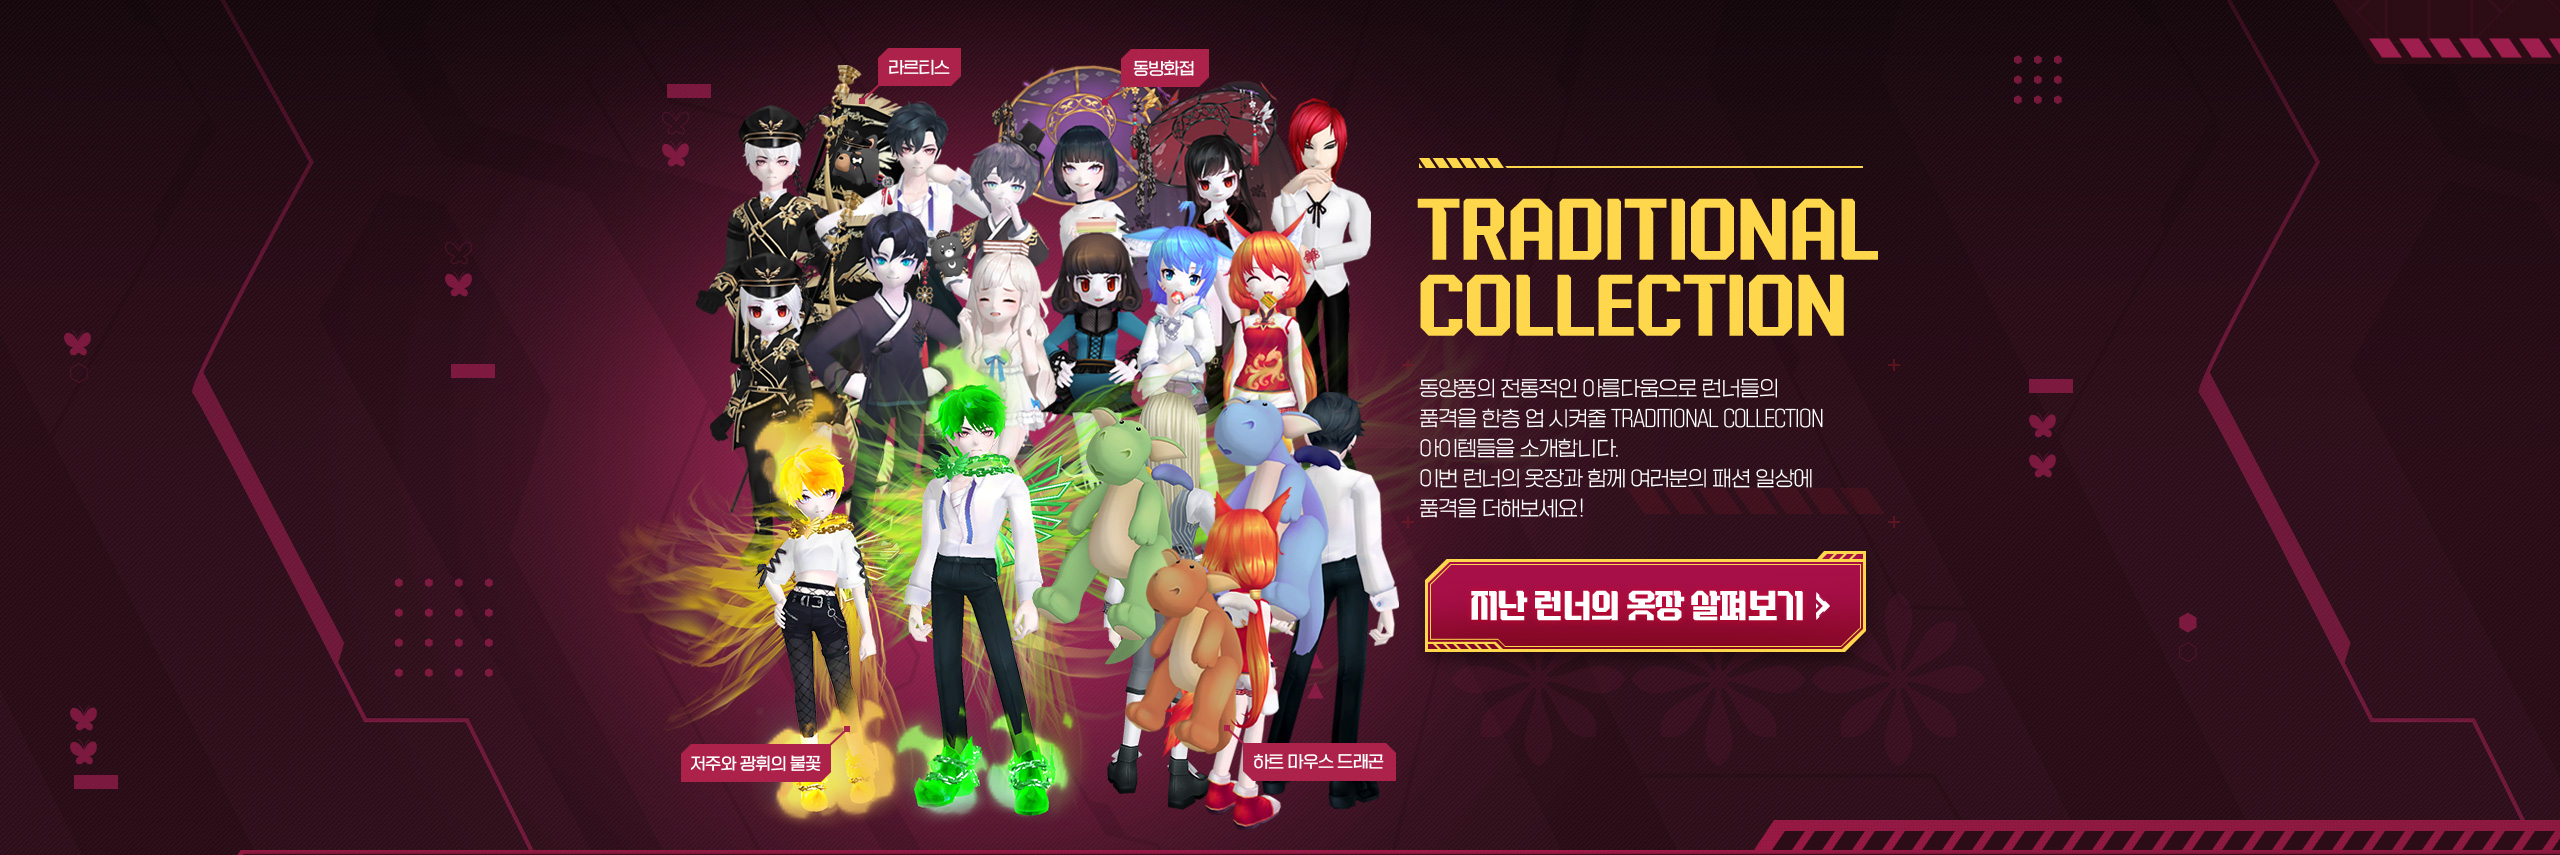 라르티스
동방화접
TRADITIONAL
COLLECTION
동양풍의 전통적인 아름다움으로 런너들의
품격을 한층 업 시켜줄 TRADITIONAL COLLECTION
아이템들을 소개합니다.
이번 런너의 옷장과 함께 여러분의 패션 일상에
품격을 더해보세요!
지난 런너의 옷장 살펴보기 >
저주와 광휘의 불꽃
하트 마우스 드래곤